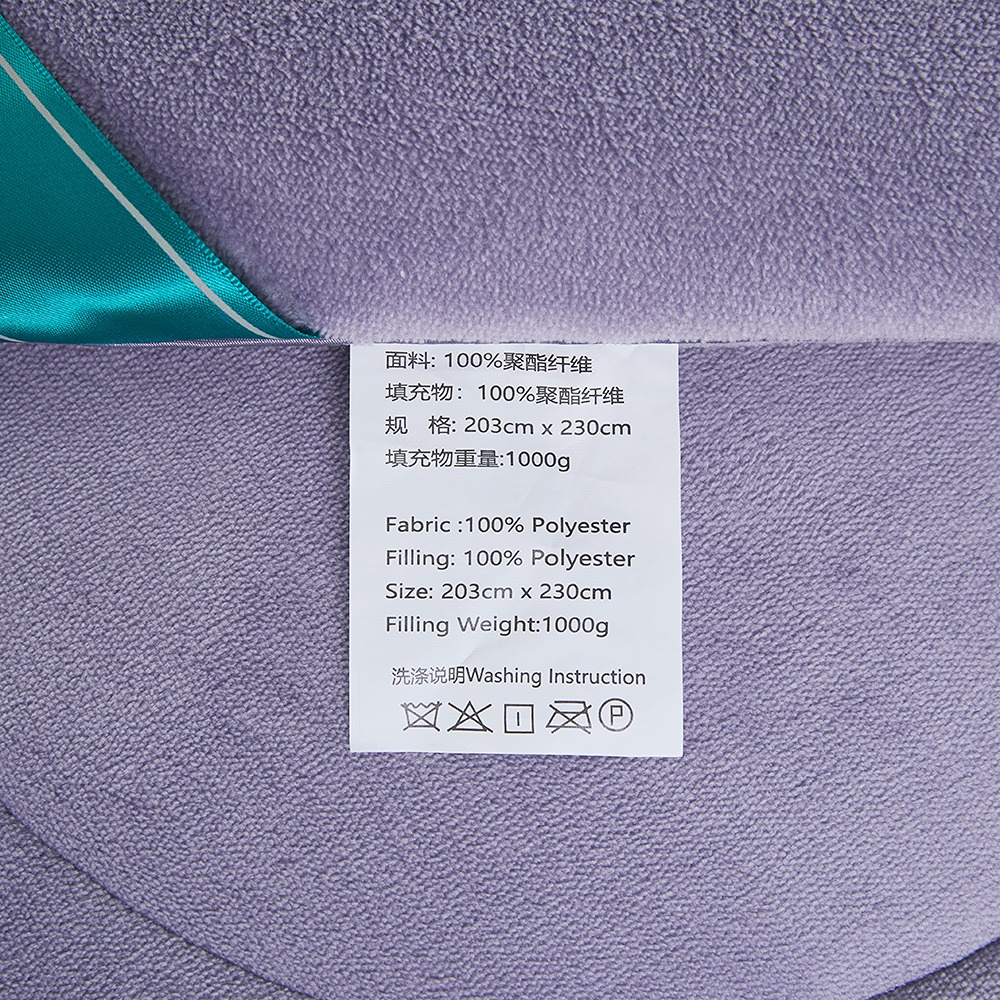 面料: 100%聚酯纤维
填充物: 100%聚酯纤维
规 格: 203cm x 230cm
填充物重量:1000g
Fabric :100% Polyester
Filling: 100% Polyester
Size: 203cm x 230cm
Filling Weight:1000g
洗涤说明Washing Instruction
P